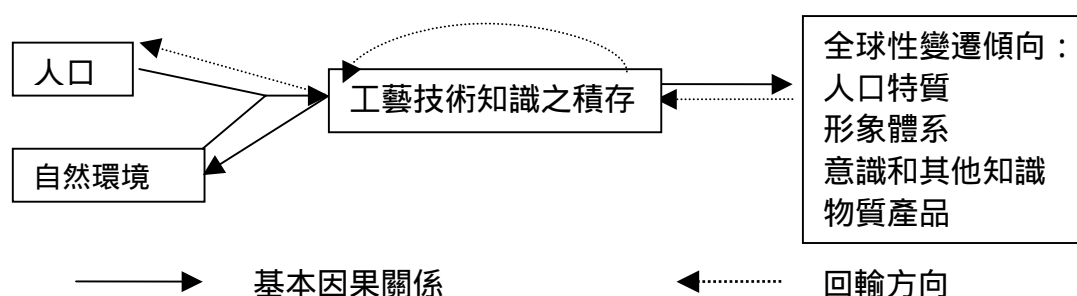 人口
自然環境
工藝技術知識之積存
全球性變遷傾向：
人口特質
形象體系
意識和其他知識
物質產品
基本因果關係
回輸方向